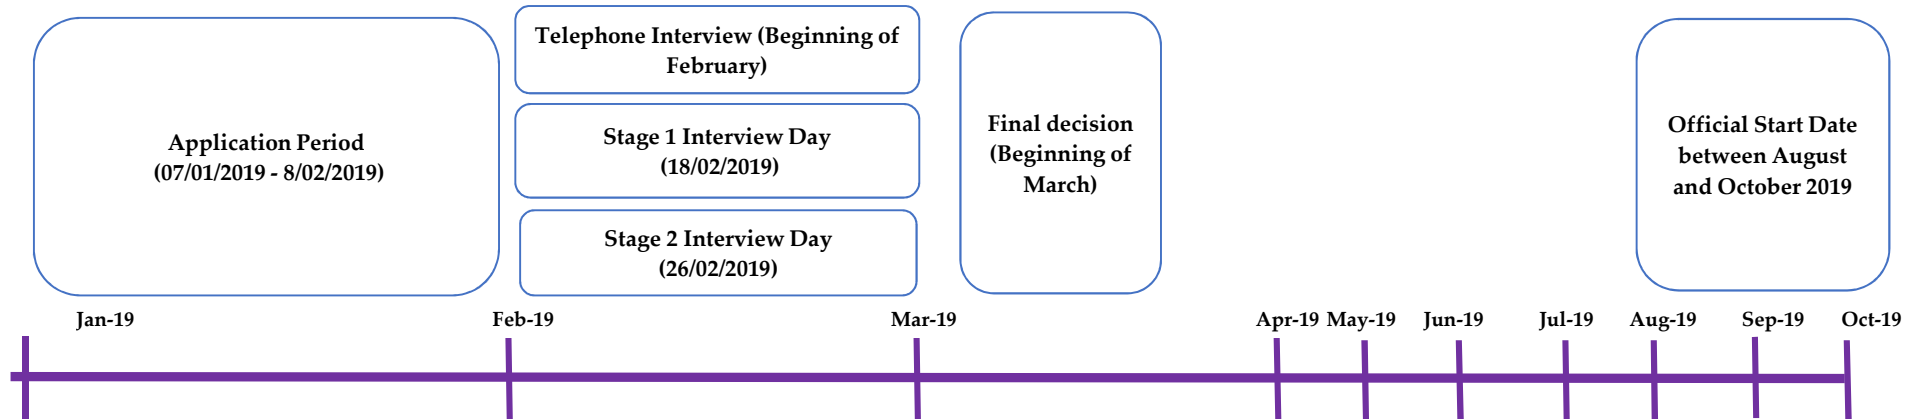 Application Period
(07/01/2019 - 8/02/2019)
Telephone Interview (Beginning of
February)
Stage 1 Interview Day
(18/02/2019)
Stage 2 Interview Day
(26/02/2019)
Final decision
(Beginning of
March)
Official Start Date
between August
and October 2019
Jan-19 Feb-19 Mar-19 Apr-19 May-19 Jun-19 Jul-19 Aug-19 Sep-19 Oct-19